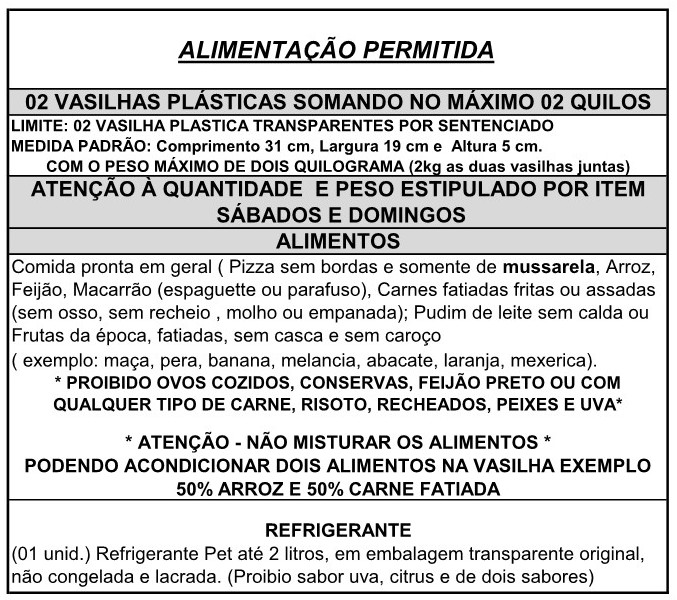 ALIMENTAÇÃO PERMITIDA
02 VASILHAS PLÁSTICAS SOMANDO NO MÁXIMO 02 QUILOS
LIMITE: 02 VASILHA PLASTICA TRANSPARENTES POR SENTENCIADO
MEDIDA PADRÃO: Comprimento 31 cm, Largura 19 cm e Altura 5 cm.
COM O PESO MÁXIMO DE DOIS QUILOGRAMA (2kg as duas vasilhas juntas)
ATENÇÃO À QUANTIDADE E PESO ESTIPULADO POR ITEM
SÁBADOS E DOMINGOS
ALIMENTOS
Comida pronta em geral ( Pizza sem bordas e somente de mussarela, Arroz,
Feijão, Macarrão (espaguette ou parafuso), Carnes fatiadas fritas ou assadas
(sem osso, sem recheio , molho ou empanada); Pudim de leite sem calda ou
Frutas da época, fatiadas, sem casca e sem caroço
( exemplo: maça, pera, banana, melancia, abacate, laranja, mexerica).
* PROIBIDO OVOS COZIDOS, CONSERVAS, FEIJÃO PRETO OU COM
QUALQUER TIPO DE CARNE, RISOTO, RECHEADOS, PEIXES E UVA*
* ATENÇÃO - NÃO MISTURAR OS ALIMENTOS *
PODENDO ACONDICIONAR DOIS ALIMENTOS NA VASILHA EXEMPLO
50% ARROZ E 50% CARNE FATIADA
REFRIGERANTE
(01 unid.) Refrigerante Pet até 2 litros, em embalagem transparente original,
não congelada e lacrada. (Proibio sabor uva, citrus e de dois sabores)